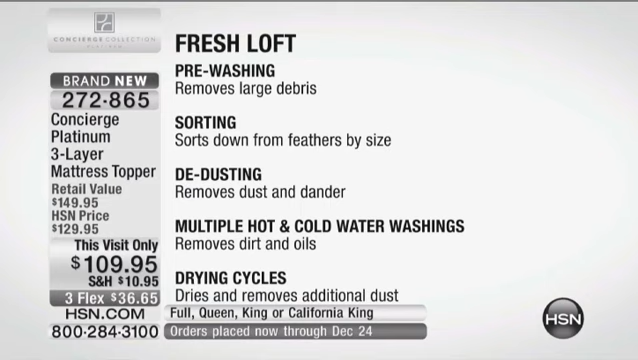 CONCIERGE COLLECTION
PLATINUM
BRAND NEW
272-865
Concierge
Platinum
3-Layer
Mattress Topper
Retail Value
$149.95
HSN Price
$129.95
This Visit Only
$109.95
S&H $10.95
3 Flex $36.65
HSN.COM
800-284-3100
FRESH LOFT
PRE-WASHING
Removes large debris
SORTING
Sorts down from feathers by size
DE-DUSTING
Removes dust and dander
MULTIPLE HOT & COLD WATER WASHINGS
Removes dirt and oils
DRYING CYCLES
Dries and removes additional dust
Full, Queen, King or California King
Orders placed now through Dec 24
HSN